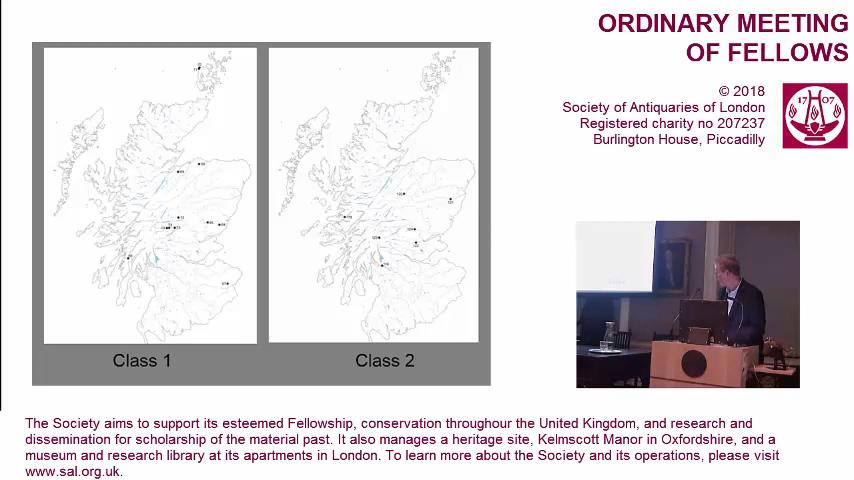 ORDINARY MEETING
OF FELLOWS
© 2018
Society of Antiquaries of London
Registered charity no 207237
Burlington House, Piccadilly
17 07
Class 1
Class 2
The Society aims to support its esteemed Fellowship, conservation throughour the United Kingdom, and research and
dissemination for scholarship of the material past. It also manages a heritage site, Kelmscott Manor in Oxfordshire, and a
museum and research library at its apartments in London. To learn more about the Society and its operations, please visit
www.sal.org.uk.